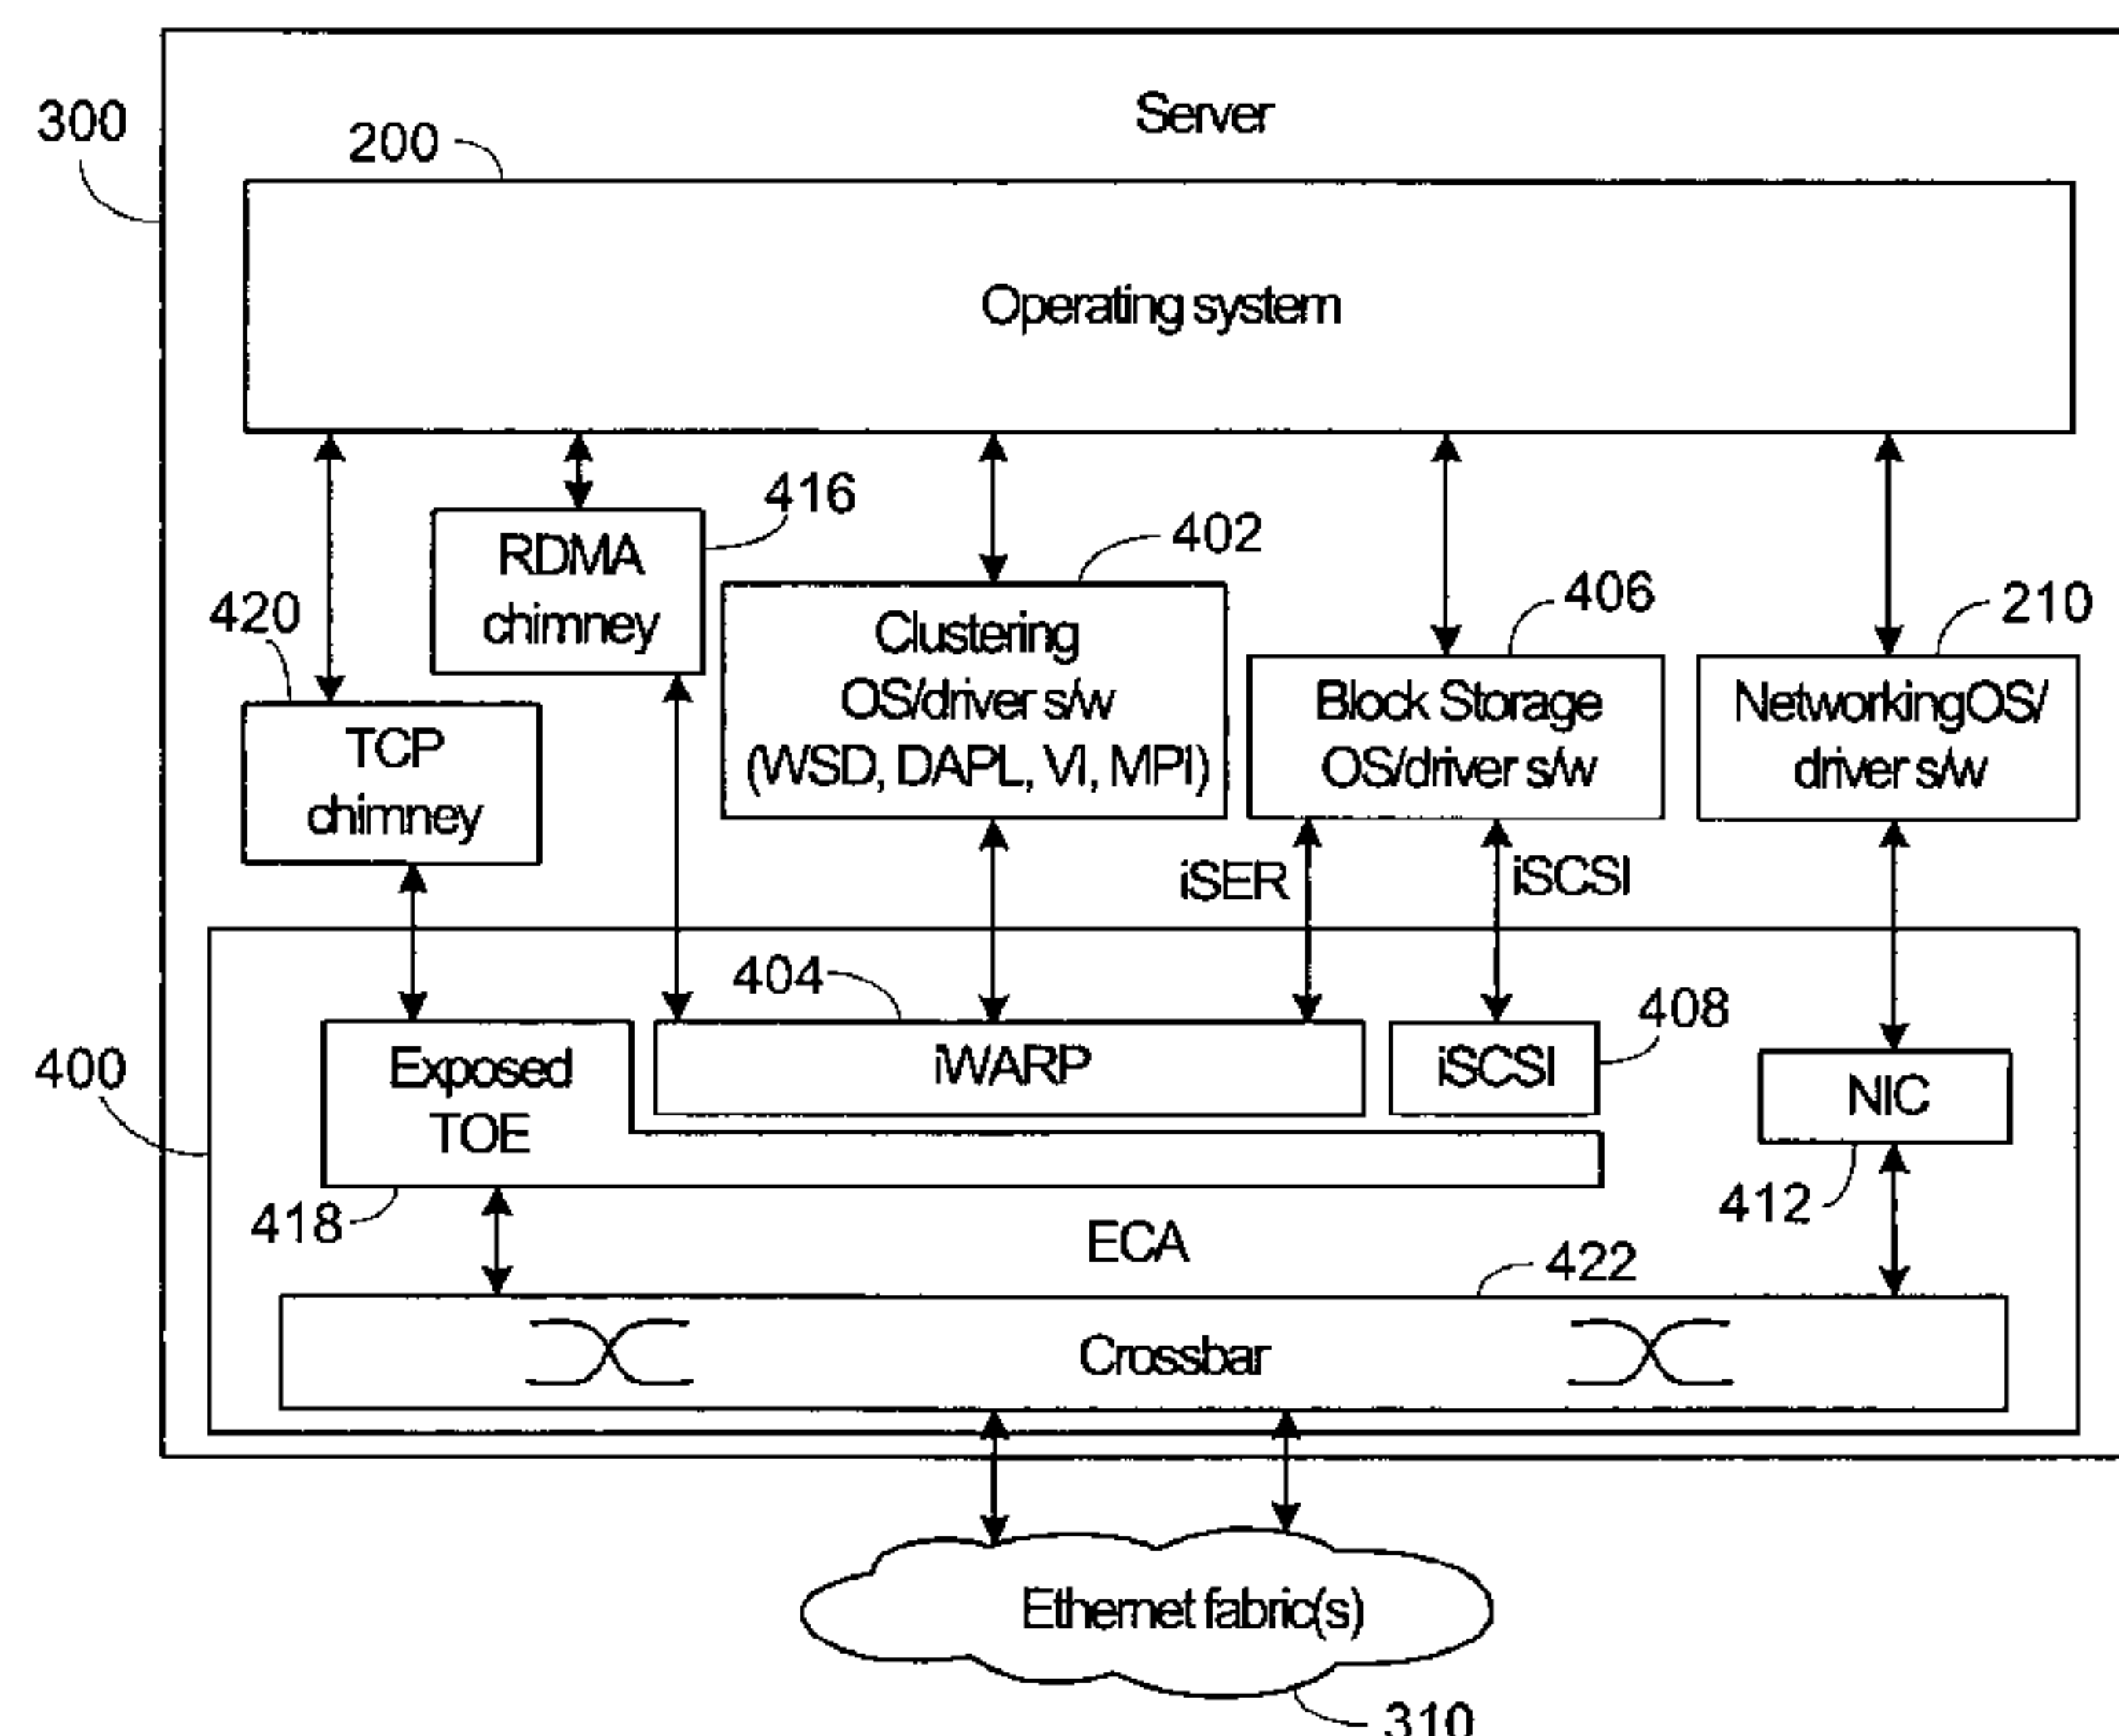 Server
300
200
Operating system
416
RDMA
chimney
402
Clustering
OS/driver s/w
(WSD, DAPL, VI, MPI)
406
Block Storage
OS/driver s/w
210
NetworkingOS/
driver s/w
420
TCP
chimney
iSER
iSCSI
400
404
iWARP
408
iSCSI
Exposed
TOE
NIC
418
412
ECA
422
Crossbar
Ethernet fabric(s)
310